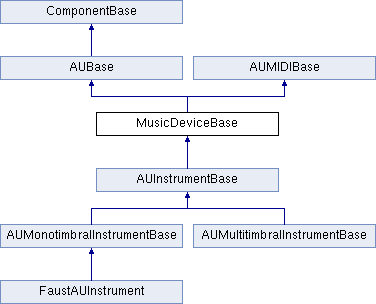 ComponentBase
AUBase
AUMIDIBase
MusicDeviceBase
AUInstrumentBase
AUMonotimbralInstrumentBase
AUMultitimbralInstrumentBase
FaustAUInstrument